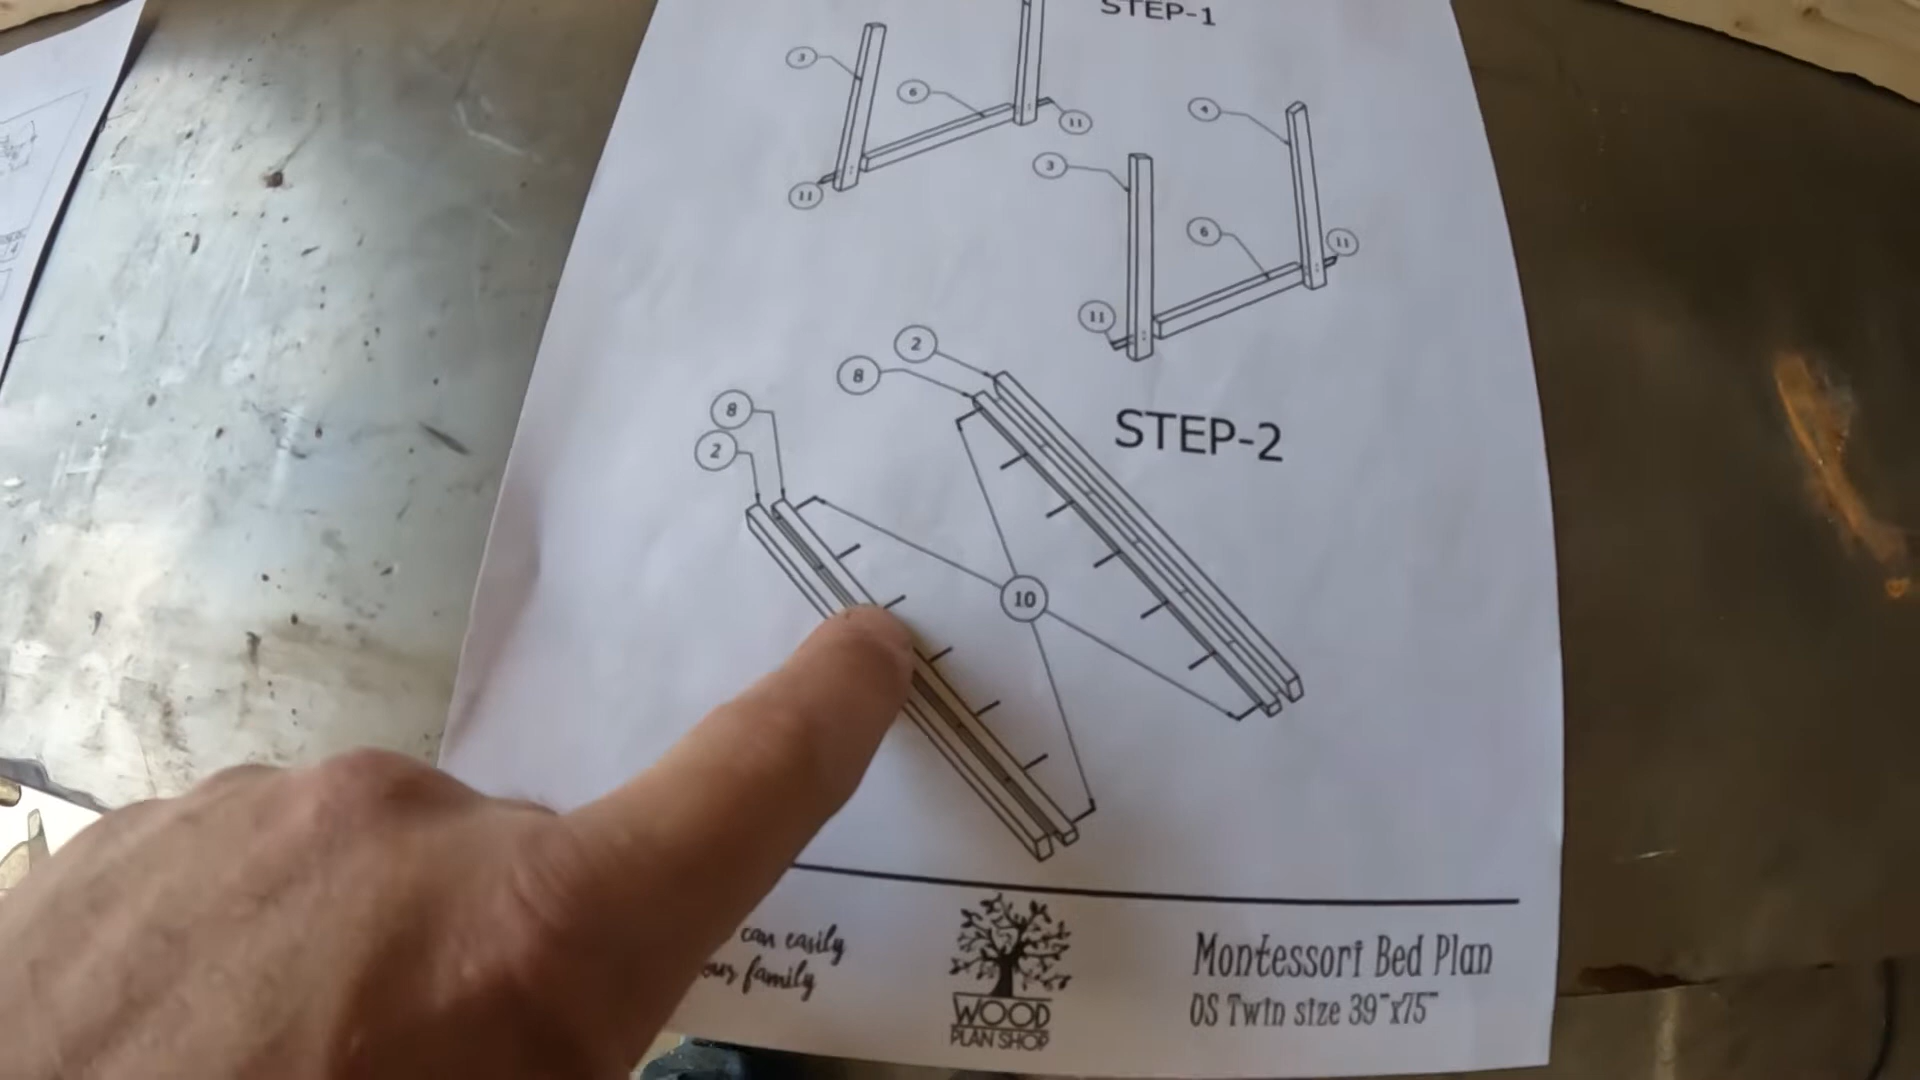 STEP-1
3
6
11
11
4
3
6
11
11
2
8
8
2
STEP-2
10
can easily
our family
WOOD
PLAN SHOP
Montessori Bed Plan
OS Twin size 39"x75"